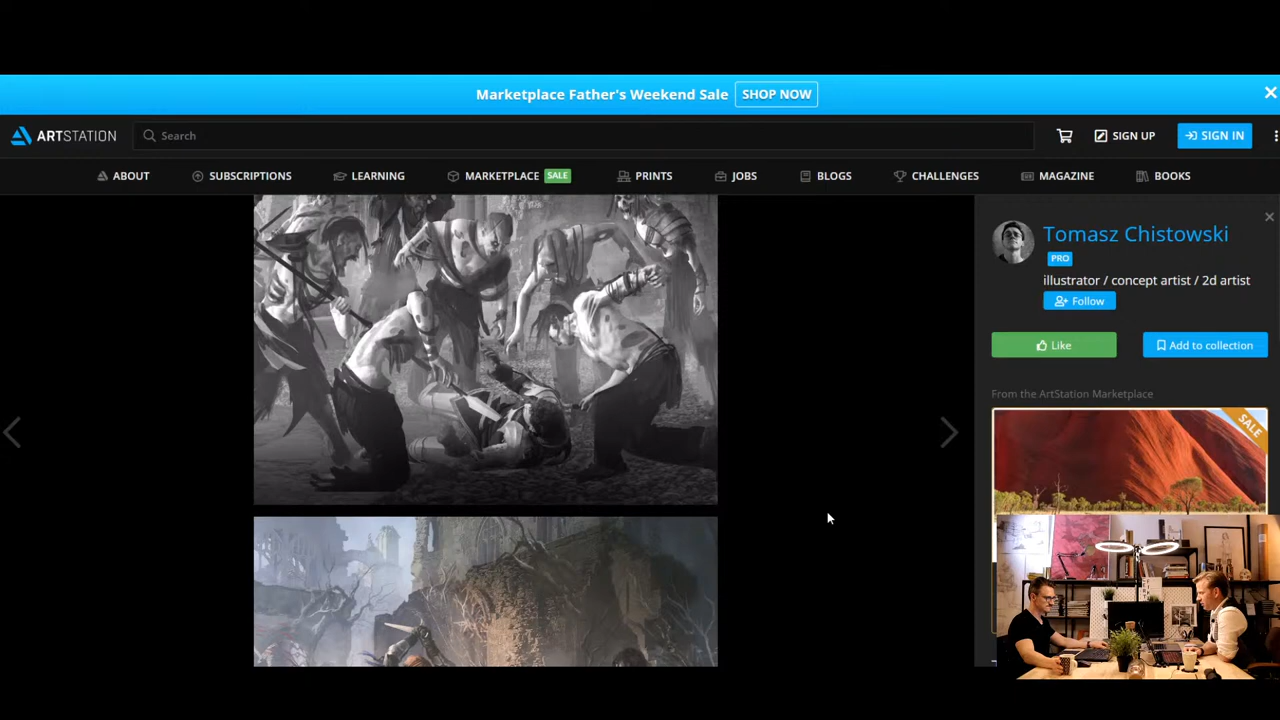 Marketplace Father's Weekend Sale SHOP NOW
ARTSTATION Search SIGN UP SIGN IN
ABOUT SUBSCRIPTIONS LEARNING MARKETPLACE SALE PRINTS JOBS BLOGS CHALLENGES MAGAZINE BOOKS
Tomasz Chistowski
PRO
illustrator / concept artist / 2d artist
Follow
Like Add to collection
From the ArtStation Marketplace
SALE